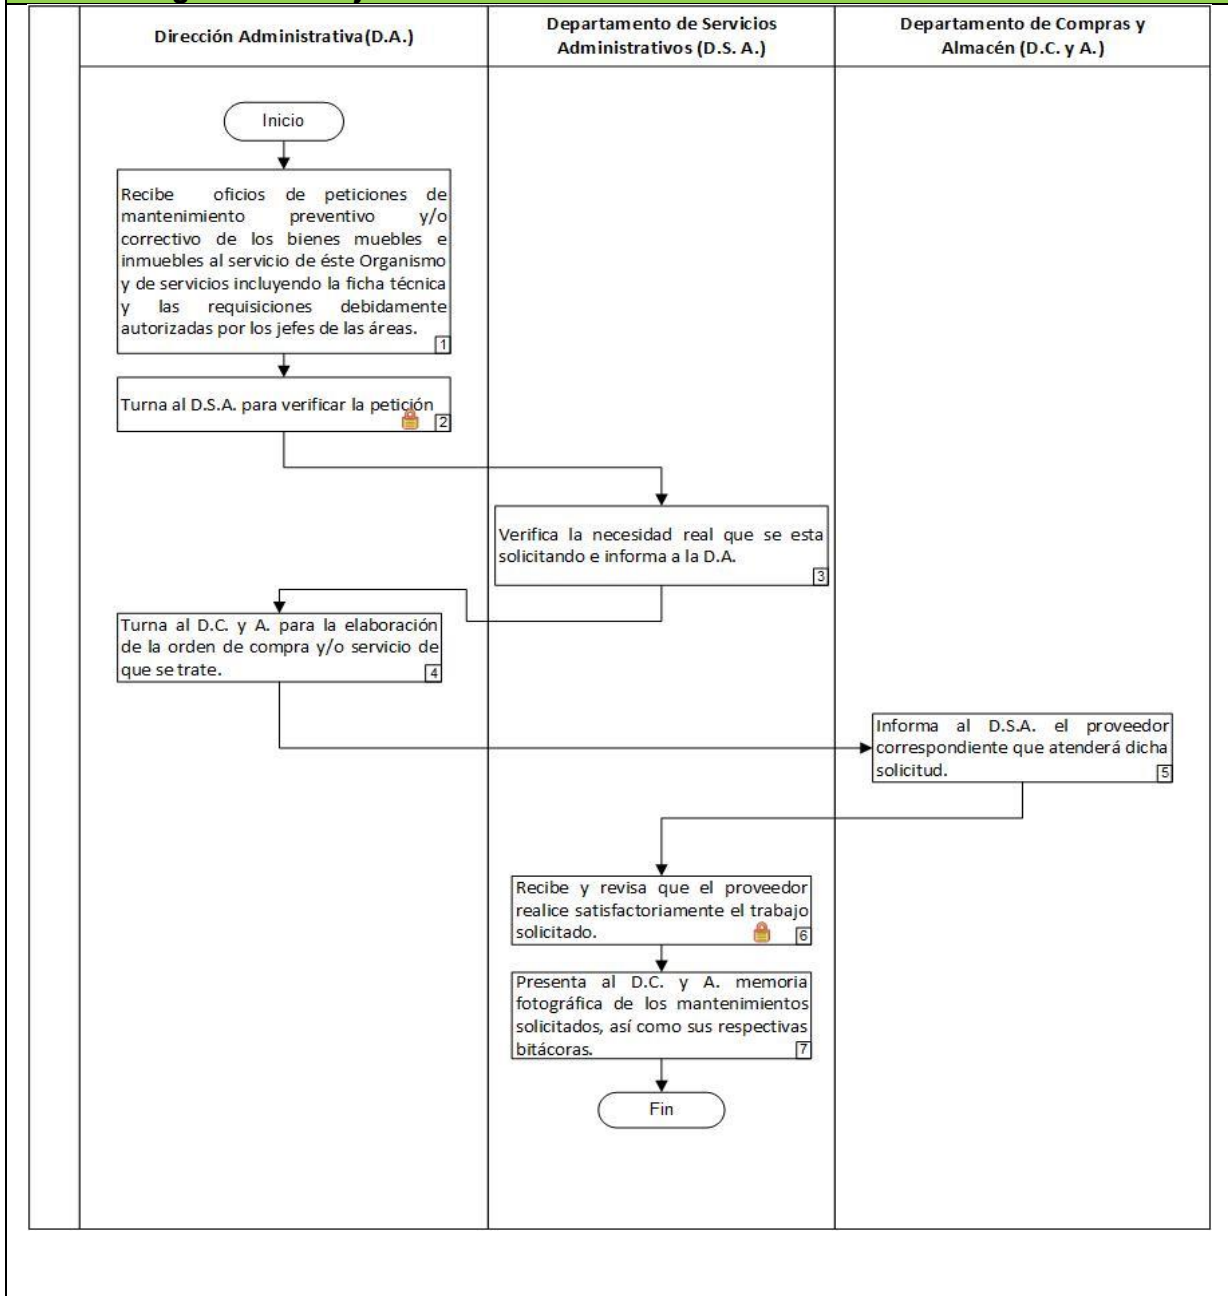 Dirección Administrativa(D.A.)
Departamento de Servicios
Administrativos (D.S. A.)
Departamento de Compras y
Almacén (D.C. y A.)
Inicio
Recibe oficios de peticiones de
mantenimiento preventivo y/o
correctivo de los bienes muebles e
inmuebles al servicio de éste Organismo
y de servicios incluyendo la ficha técnica
y las requisiciones debidamente
autorizadas por los jefes de las áreas.
1
Turna al D.S.A. para verificar la petición
2
Verifica la necesidad real que se esta
solicitando e informa a la D.A.
3
Turna al D.C. y A. para la elaboración
de la orden de compra y/o servicio de
que se trate.
4
Informa al D.S.A. el proveedor
correspondiente que atenderá dicha
solicitud.
5
Recibe y revisa que el proveedor
realice satisfactoriamente el trabajo
solicitado.
6
Presenta al D.C. y A. memoria
fotográfica de los mantenimientos
solicitados, así como sus respectivas
bitácoras.
7
Fin